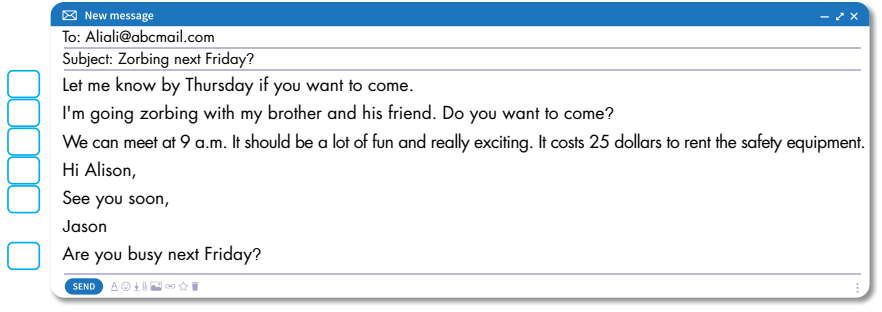 New message
To: Aliali@abcmail.com
Subject: Zorbing next Friday?
Let me know by Thursday if you want to come.
I'm going zorbing with my brother and his friend. Do you want to come?
We can meet at 9 a.m. It should be a lot of fun and really exciting. It costs 25 dollars to rent the safety equipment.
Hi Alison,
See you soon,
Jason
Are you busy next Friday?
SEND